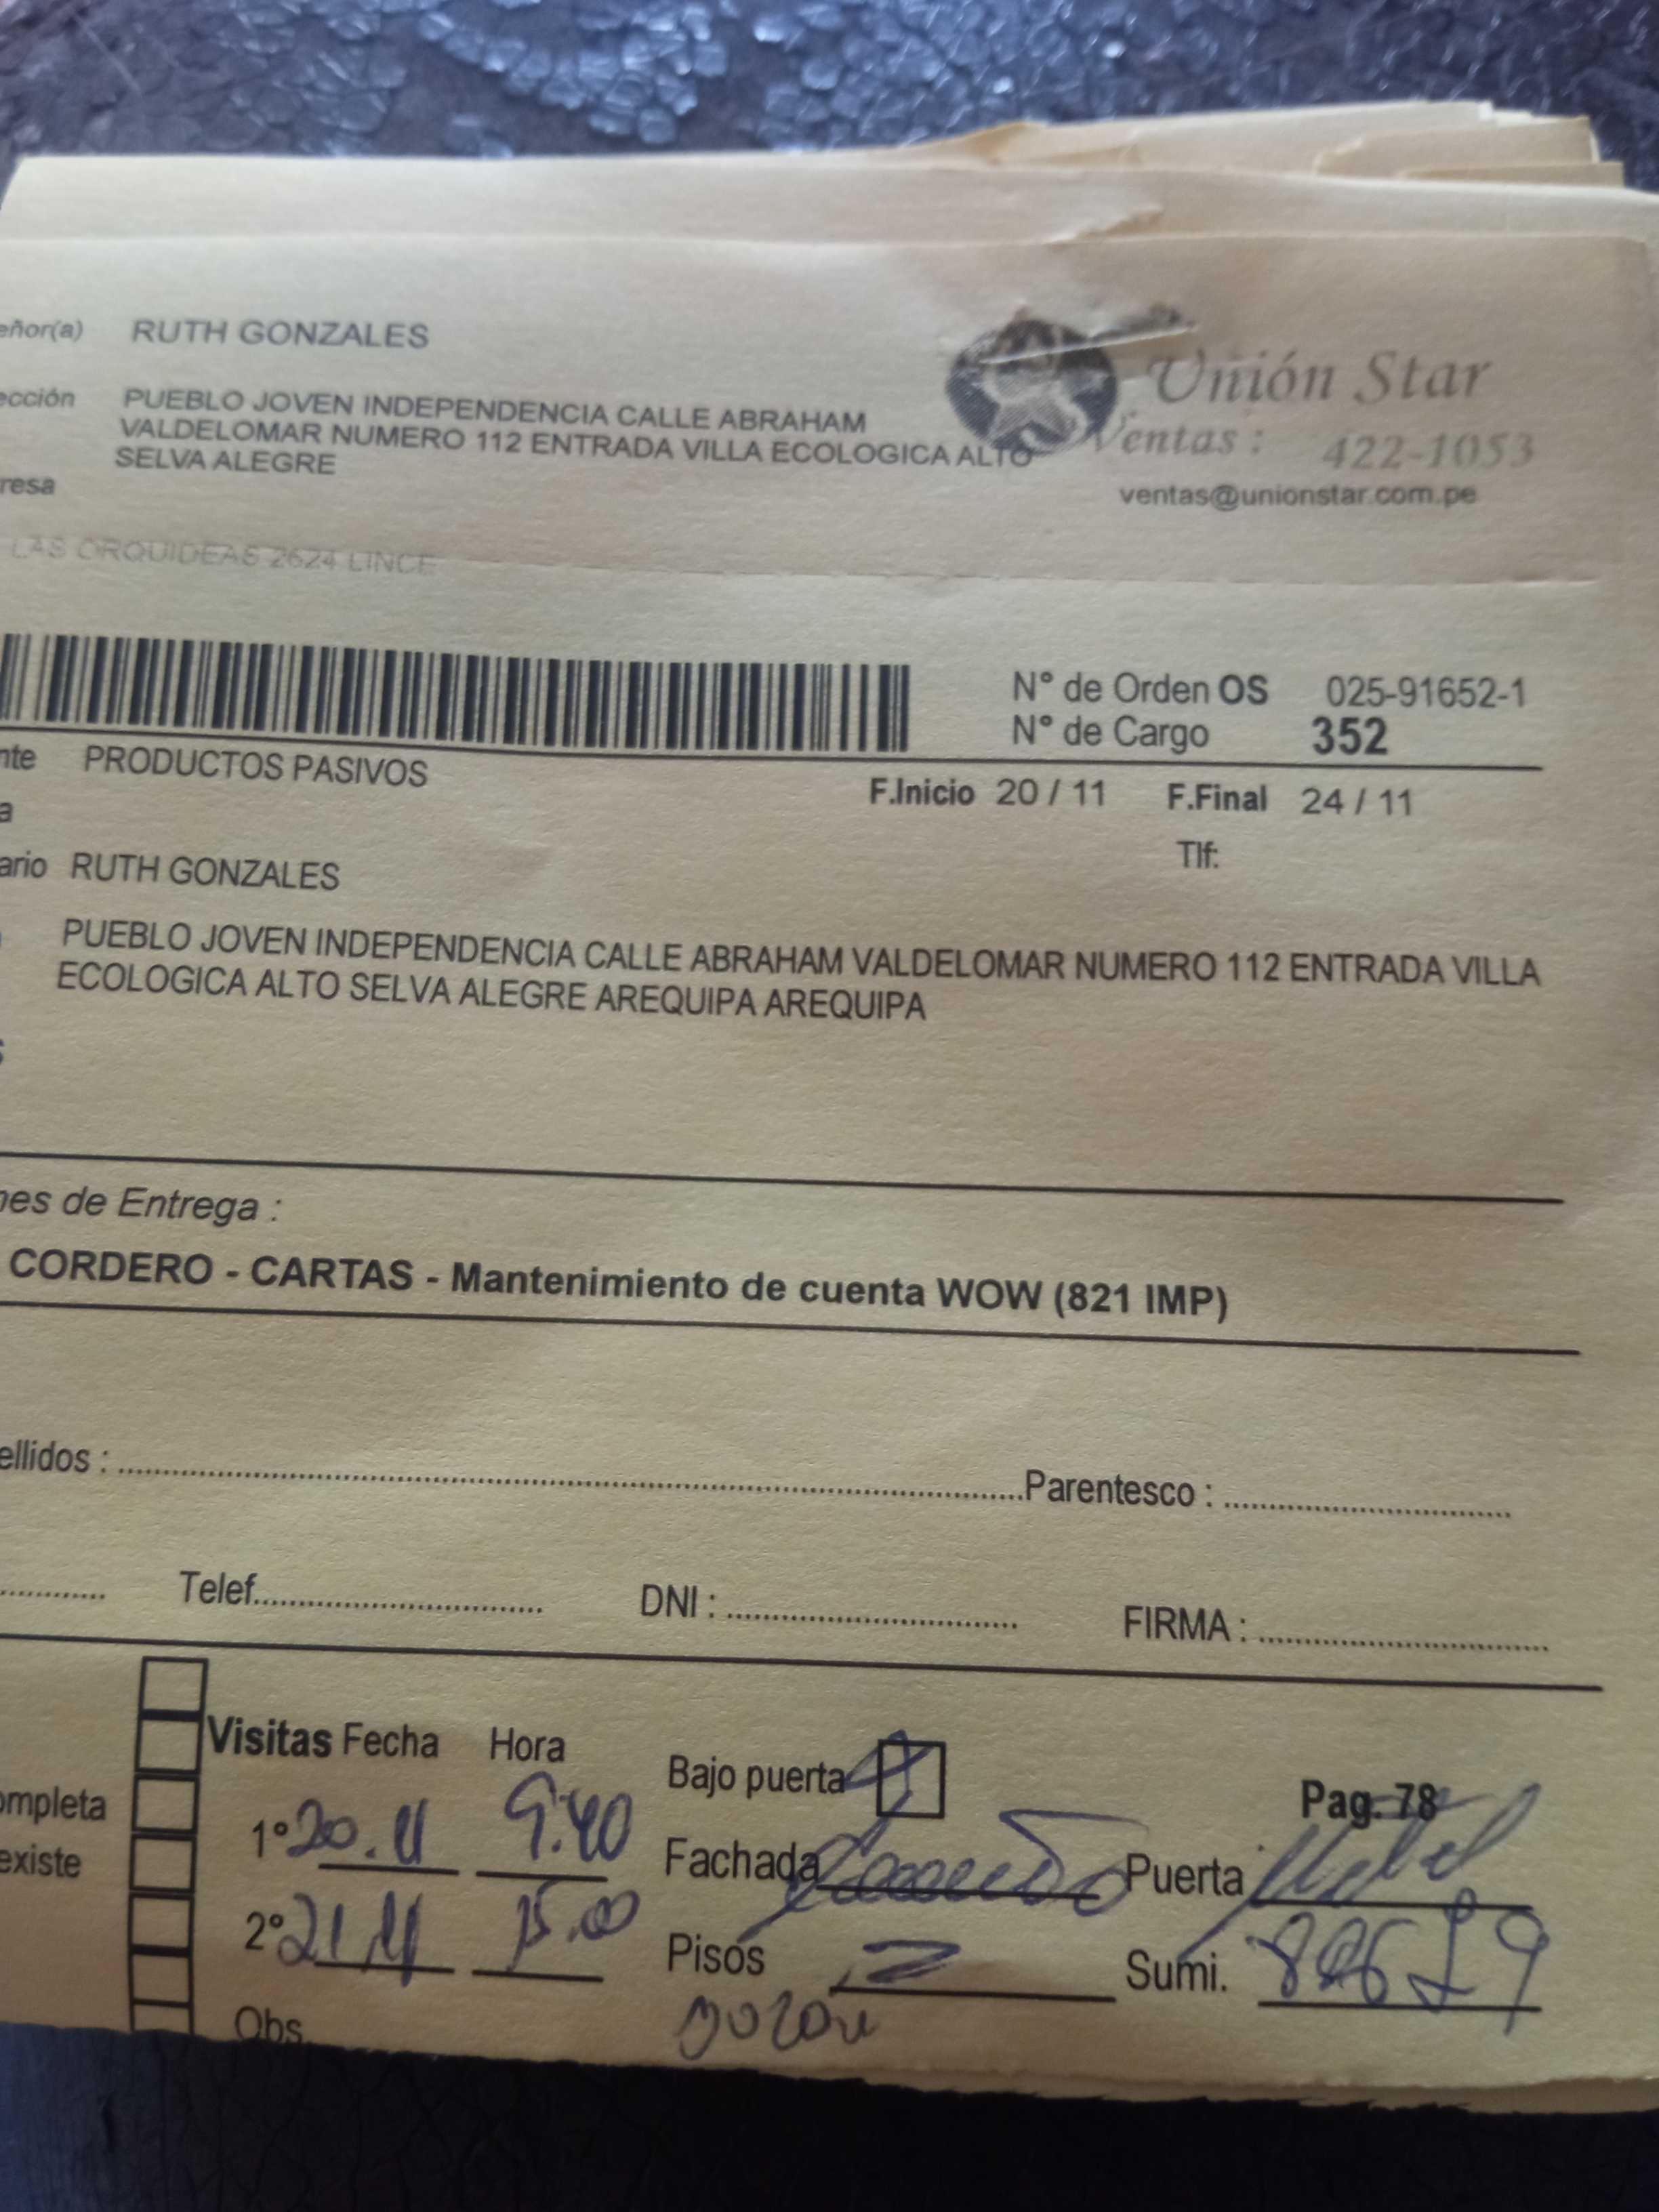 eñor(a) RUTH GONZALES
Unión Star
ección PUEBLO JOVEN INDEPENDENCIA CALLE ABRAHAM
VALDELOMAR NUMERO 112 ENTRADA VILLA ECOLOGICA ALTO
SELVA ALEGRE
Ventas : 422-1053
resa
ventas@unionstar.com.pe
LAS ORQUIDEAS 2624 LINCE
N° de Orden OS 025-91652-1
N° de Cargo 352
nte PRODUCTOS PASIVOS
F.Inicio 20 / 11 F.Final 24 / 11
a
Tlf:
ario RUTH GONZALES
PUEBLO JOVEN INDEPENDENCIA CALLE ABRAHAM VALDELOMAR NUMERO 112 ENTRADA VILLA
ECOLOGICA ALTO SELVA ALEGRE AREQUIPA AREQUIPA
s
nes de Entrega :
CORDERO - CARTAS - Mantenimiento de cuenta WOW (821 IMP)
ellidos : Parentesco :
Telef. DNI : FIRMA :
Visitas Fecha Hora
Bajo puerta
Pag. 78
ompleta
1° 20.11 9:40
existe
Fachada Puerta
2° 21.11 15.00
Pisos 2 Sumi.
Obs.